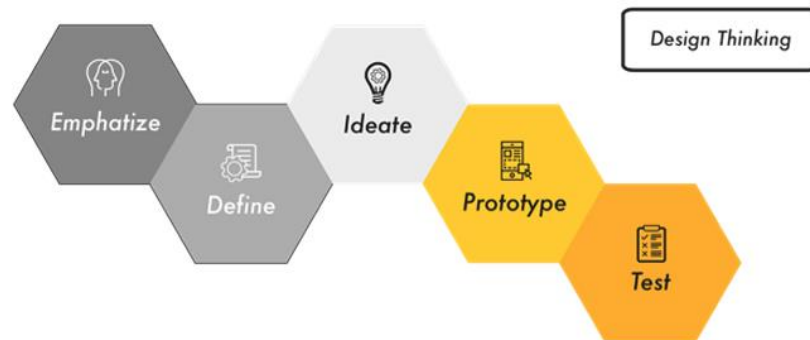 Design Thinking
Emphatize
Define
Ideate
Prototype
Test